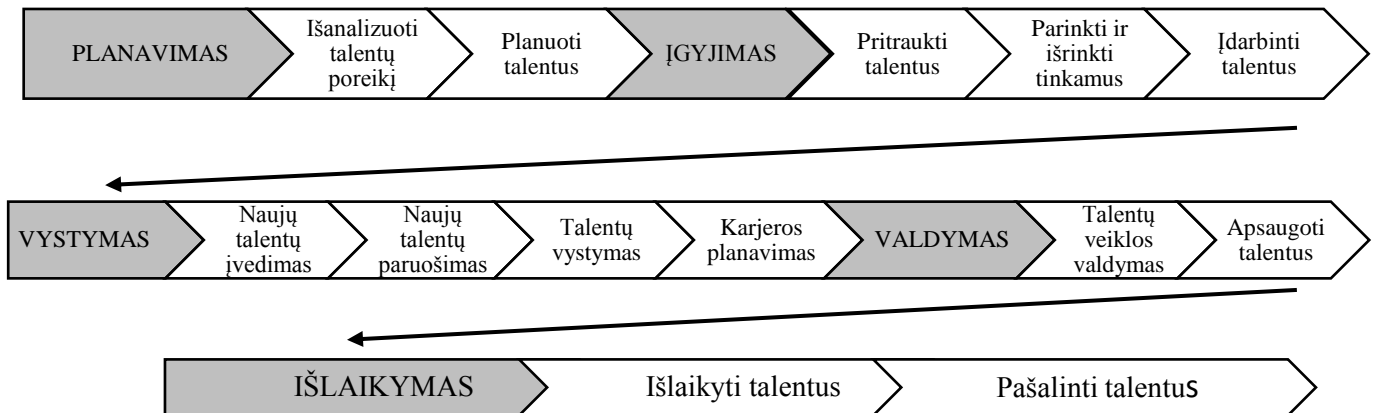 PLANAVIMAS
Išanalizuoti
talentų
poreikį
Planuoti
talentus
ĮGYJIMAS
Pritraukti
talentus
Parinkti ir
išrinkti
tinkamus
Įdarbinti
talentus
VYSTYMAS
Naujų
talentų
įvedimas
Naujų
talentų
paruošimas
Talentų
vystymas
Karjeros
planavimas
VALDYMAS
Talentų
veiklos
valdymas
Apsaugoti
talentus
IŠLAIKYMAS
Išlaikyti talentus
Pašalinti talentus